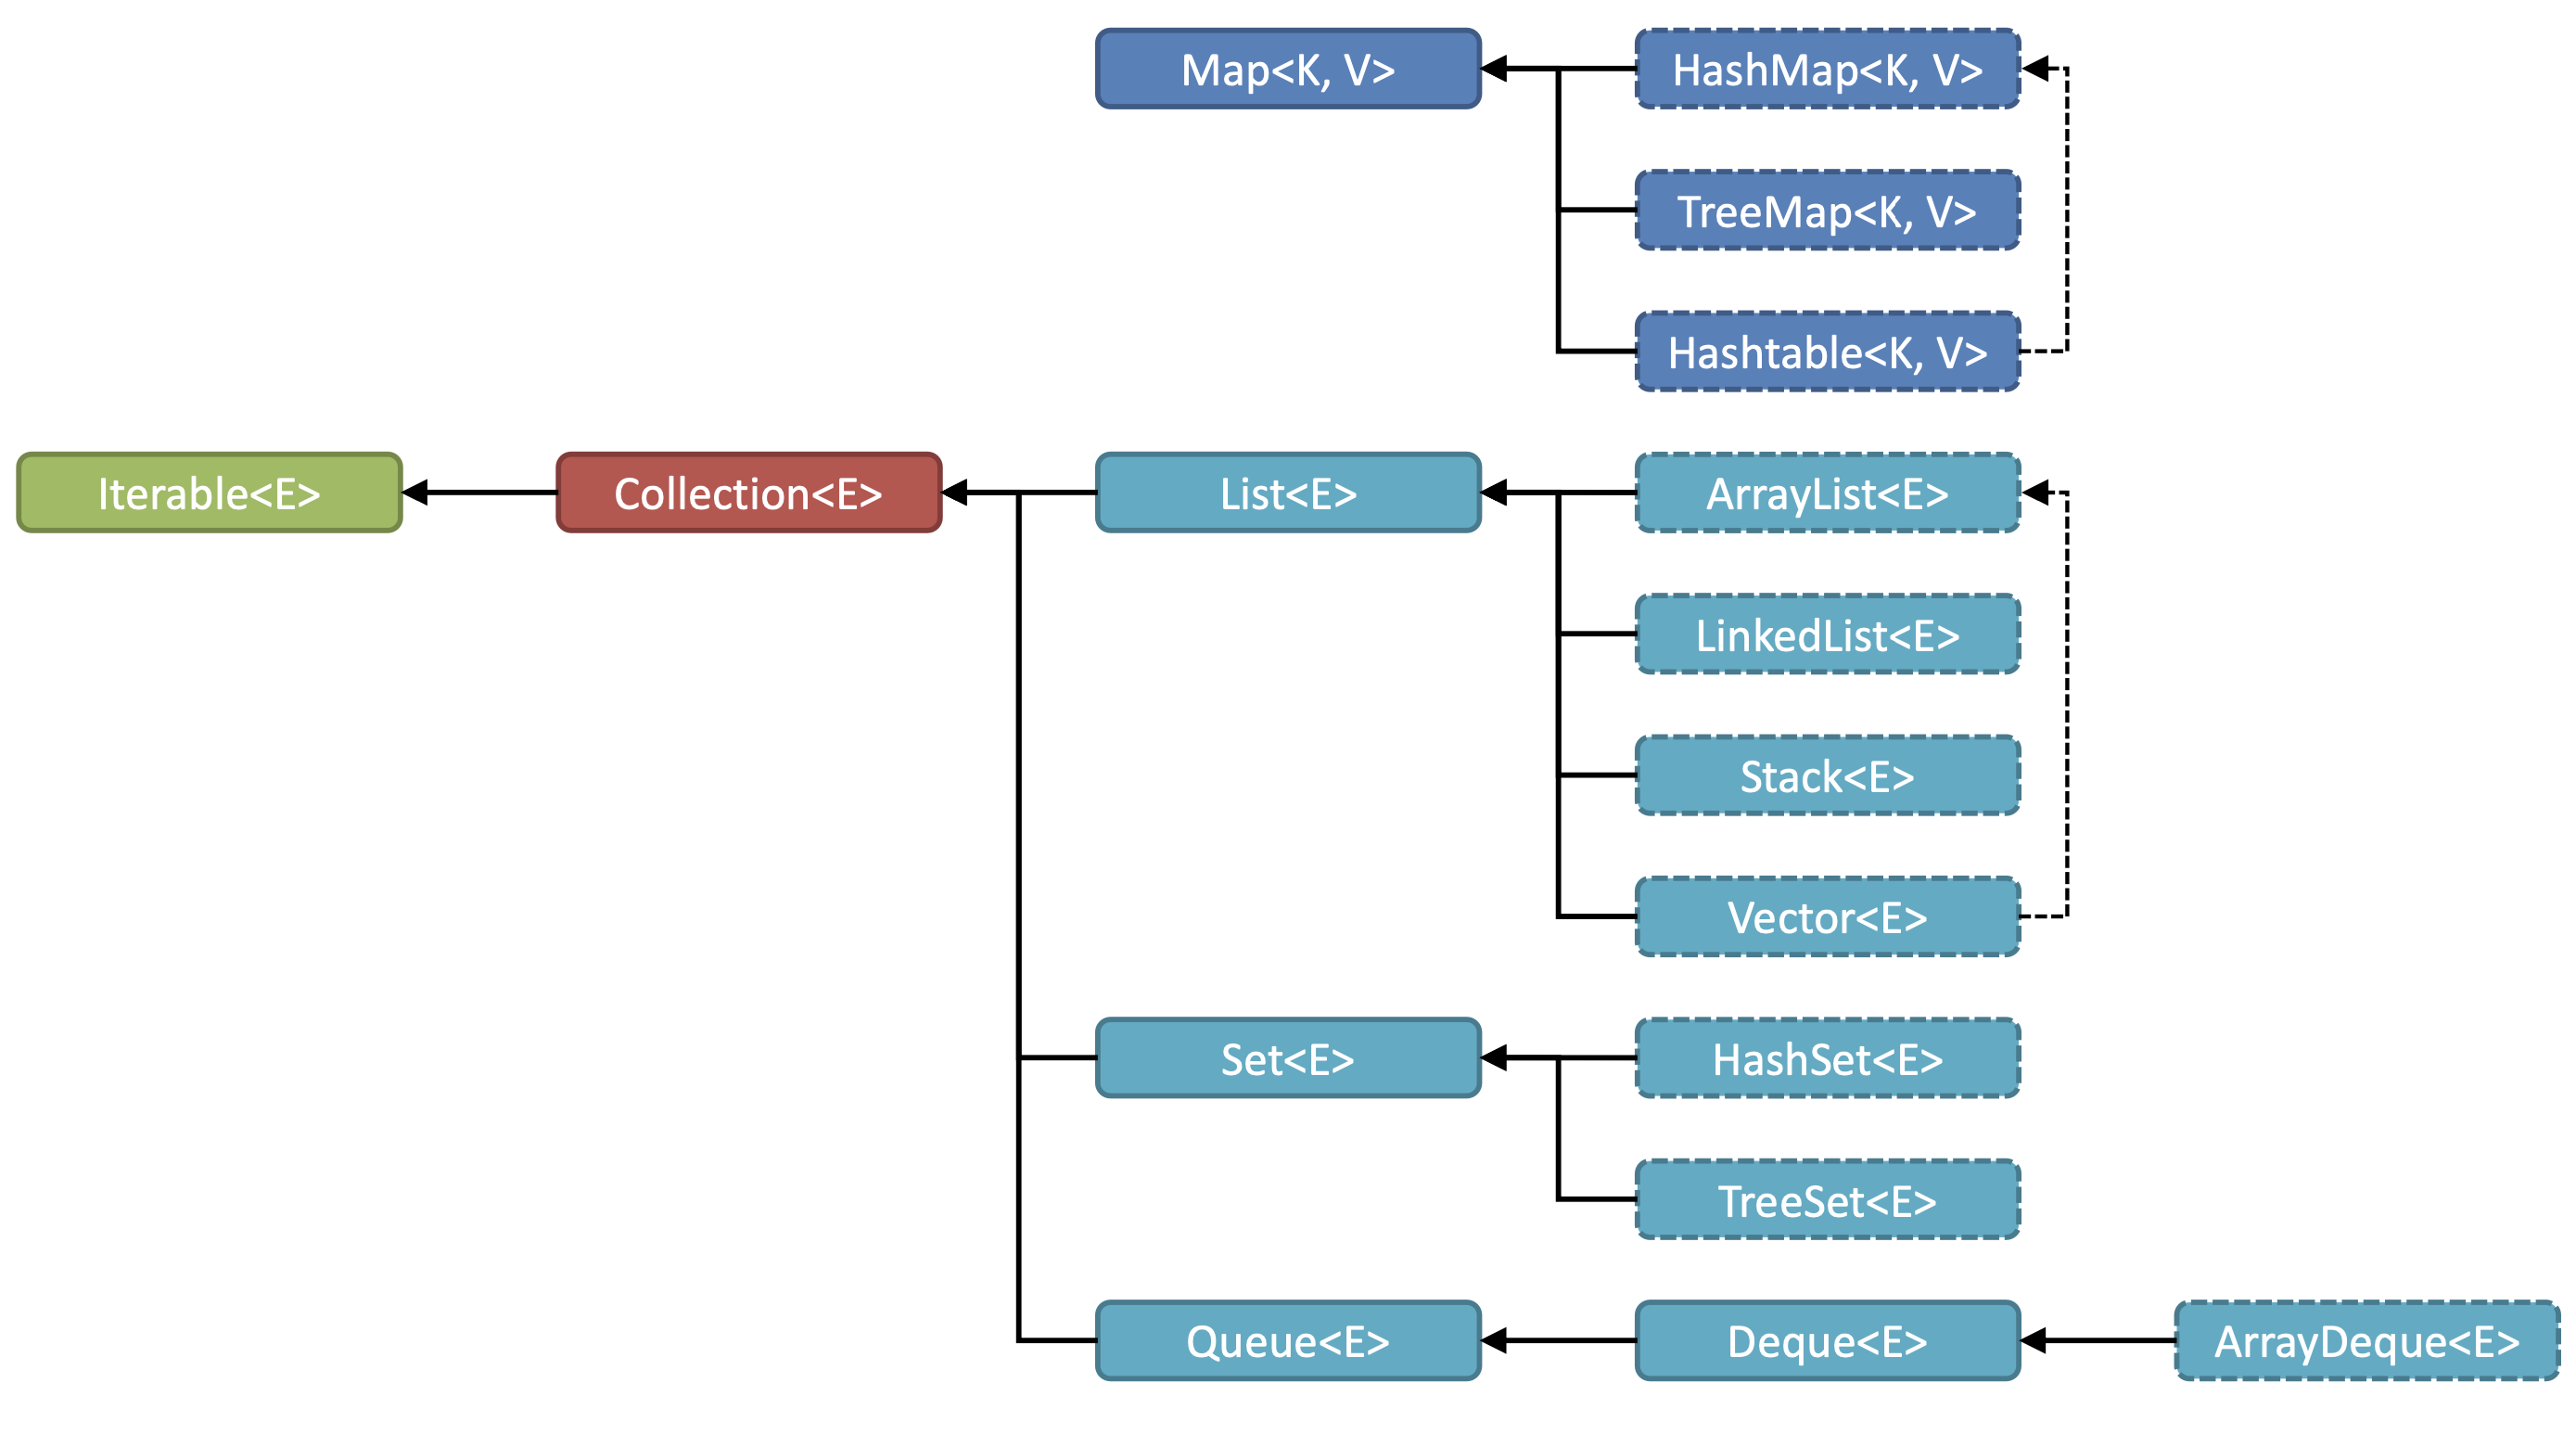 Map<K, V>
HashMap<K, V>
TreeMap<K, V>
Hashtable<K, V>
Iterable<E>
Collection<E>
List<E>
ArrayList<E>
LinkedList<E>
Stack<E>
Vector<E>
Set<E>
HashSet<E>
TreeSet<E>
Queue<E>
Deque<E>
ArrayDeque<E>